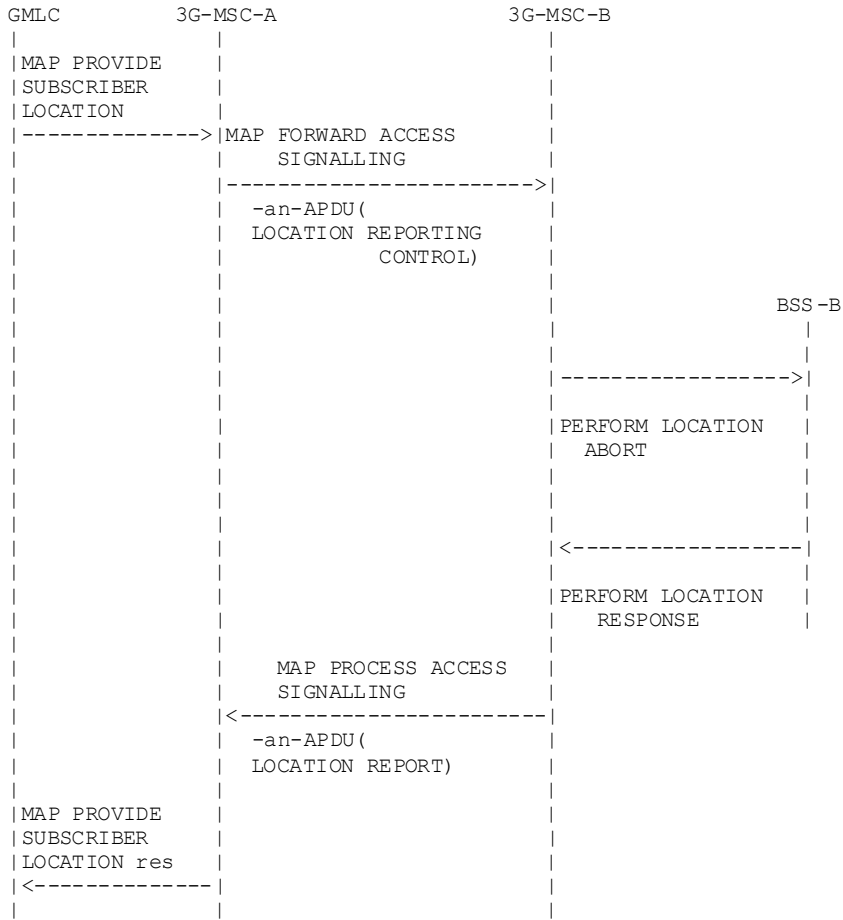 GMLC 3G-MSC-A 3G-MSC-B
MAP PROVIDE
SUBSCRIBER
LOCATION
MAP FORWARD ACCESS
SIGNALLING
-an-APDU(
LOCATION REPORTING
CONTROL)
BSS-B
PERFORM LOCATION
ABORT
PERFORM LOCATION
RESPONSE
MAP PROCESS ACCESS
SIGNALLING
-an-APDU(
LOCATION REPORT)
MAP PROVIDE
SUBSCRIBER
LOCATION res